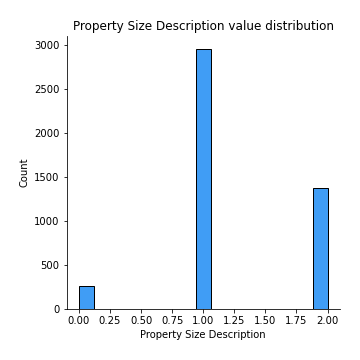 Property Size Description value distribution
3000
2500
2000
1500
1000
500
0
Count
0.00 0.25 0.50 0.75 1.00 1.25 1.50 1.75 2.00
Property Size Description